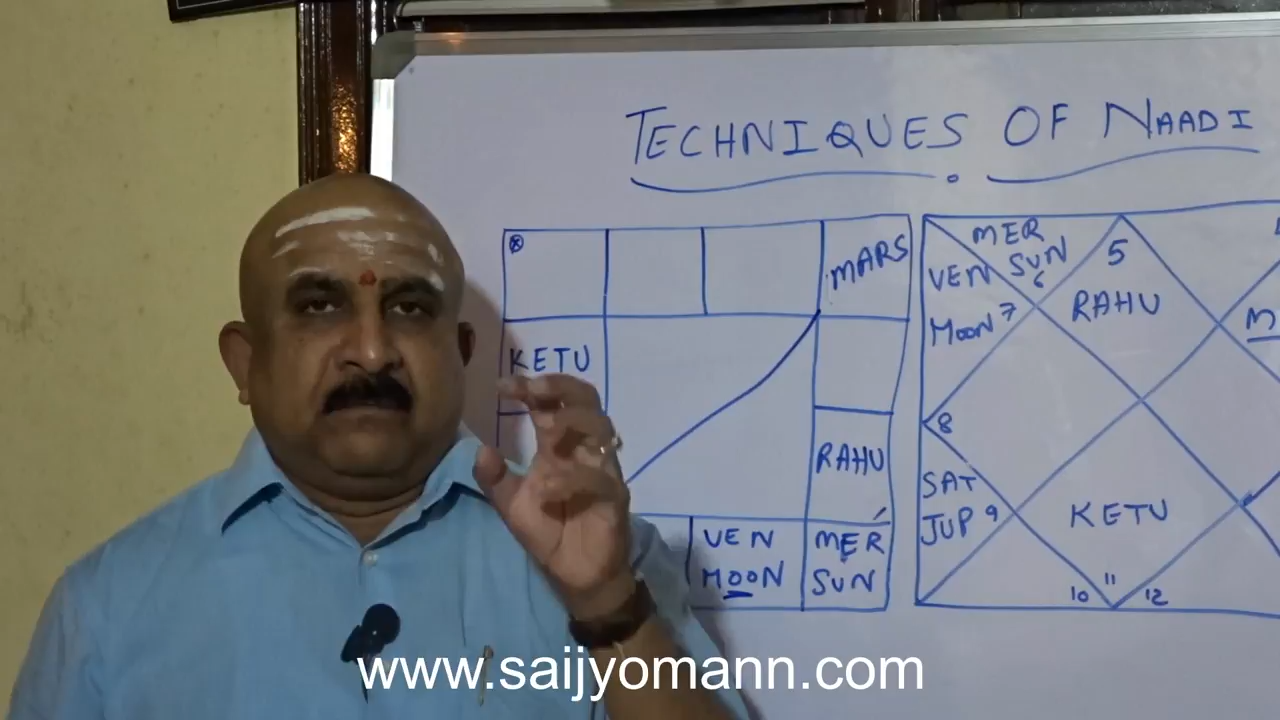 TECHNIQUES OF NAADI
MARS
KETU
RAHU
VEN
MOON
MER
SUN
MER
SUN
6
VEN
MOON 7
5
RAHU
8
SAT
JUP 9
KETU
10 11 12
www.saijyomann.com